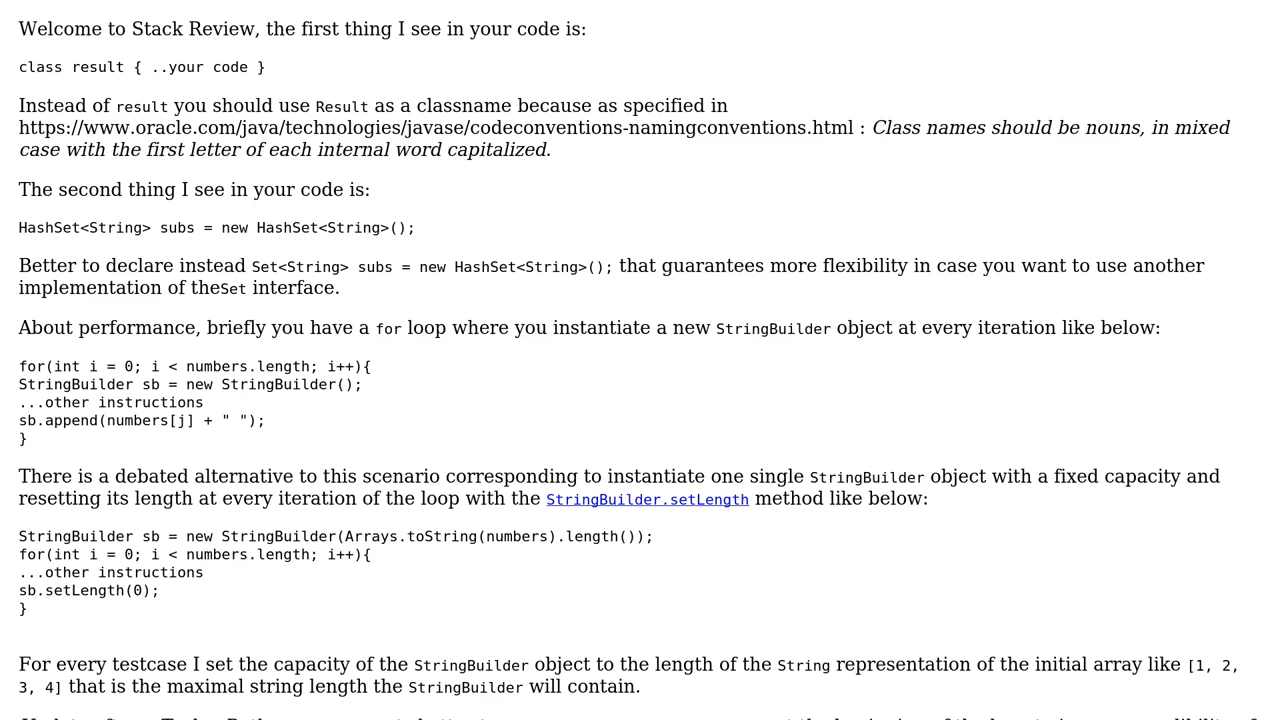 Welcome to Stack Review, the first thing I see in your code is:
class result { ..your code }
Instead of result you should use Result as a classname because as specified in
https://www.oracle.com/java/technologies/javase/codeconventions-namingconventions.html : Class names should be nouns, in mixed
case with the first letter of each internal word capitalized.
The second thing I see in your code is:
HashSet<String> subs = new HashSet<String>();
Better to declare instead Set<String> subs = new HashSet<String>(); that guarantees more flexibility in case you want to use another
implementation of theSet interface.
About performance, briefly you have a for loop where you instantiate a new StringBuilder object at every iteration like below:
for(int i = 0; i < numbers.length; i++){
StringBuilder sb = new StringBuilder();
...other instructions
sb.append(numbers[j] + " ");
}
There is a debated alternative to this scenario corresponding to instantiate one single StringBuilder object with a fixed capacity and
resetting its length at every iteration of the loop with the StringBuilder.setLength method like below:
StringBuilder sb = new StringBuilder(Arrays.toString(numbers).length());
for(int i = 0; i < numbers.length; i++){
...other instructions
sb.setLength(0);
}
For every testcase I set the capacity of the StringBuilder object to the length of the String representation of the initial array like [1, 2,
3, 4] that is the maximal string length the StringBuilder will contain.